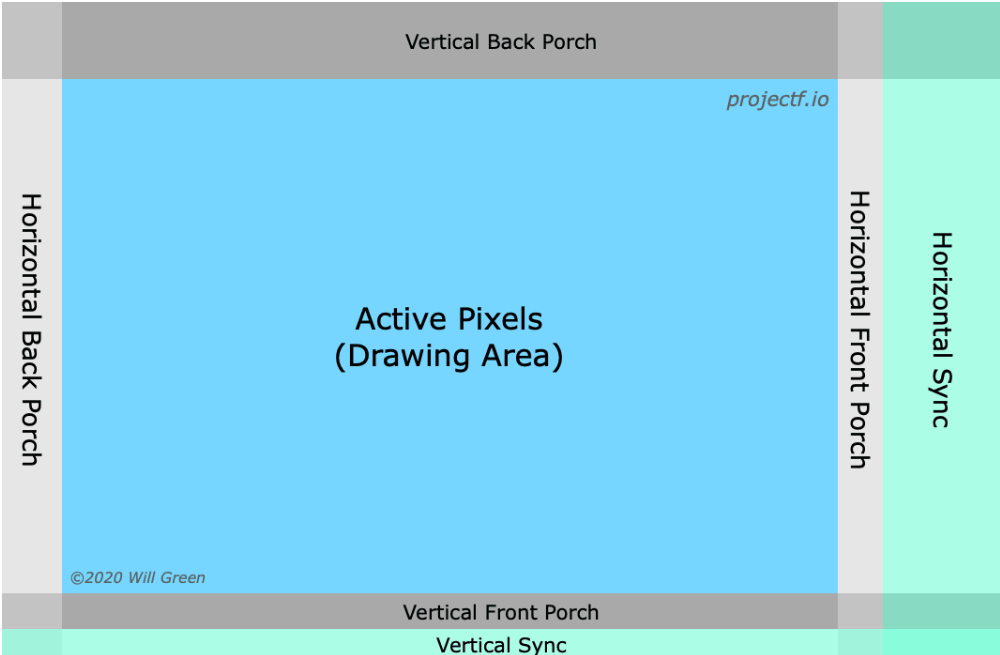 Vertical Back Porch
projectf.io
Horizontal Back Porch
Active Pixels
(Drawing Area)
Horizontal Front Porch
Horizontal Sync
©2020 Will Green
Vertical Front Porch
Vertical Sync